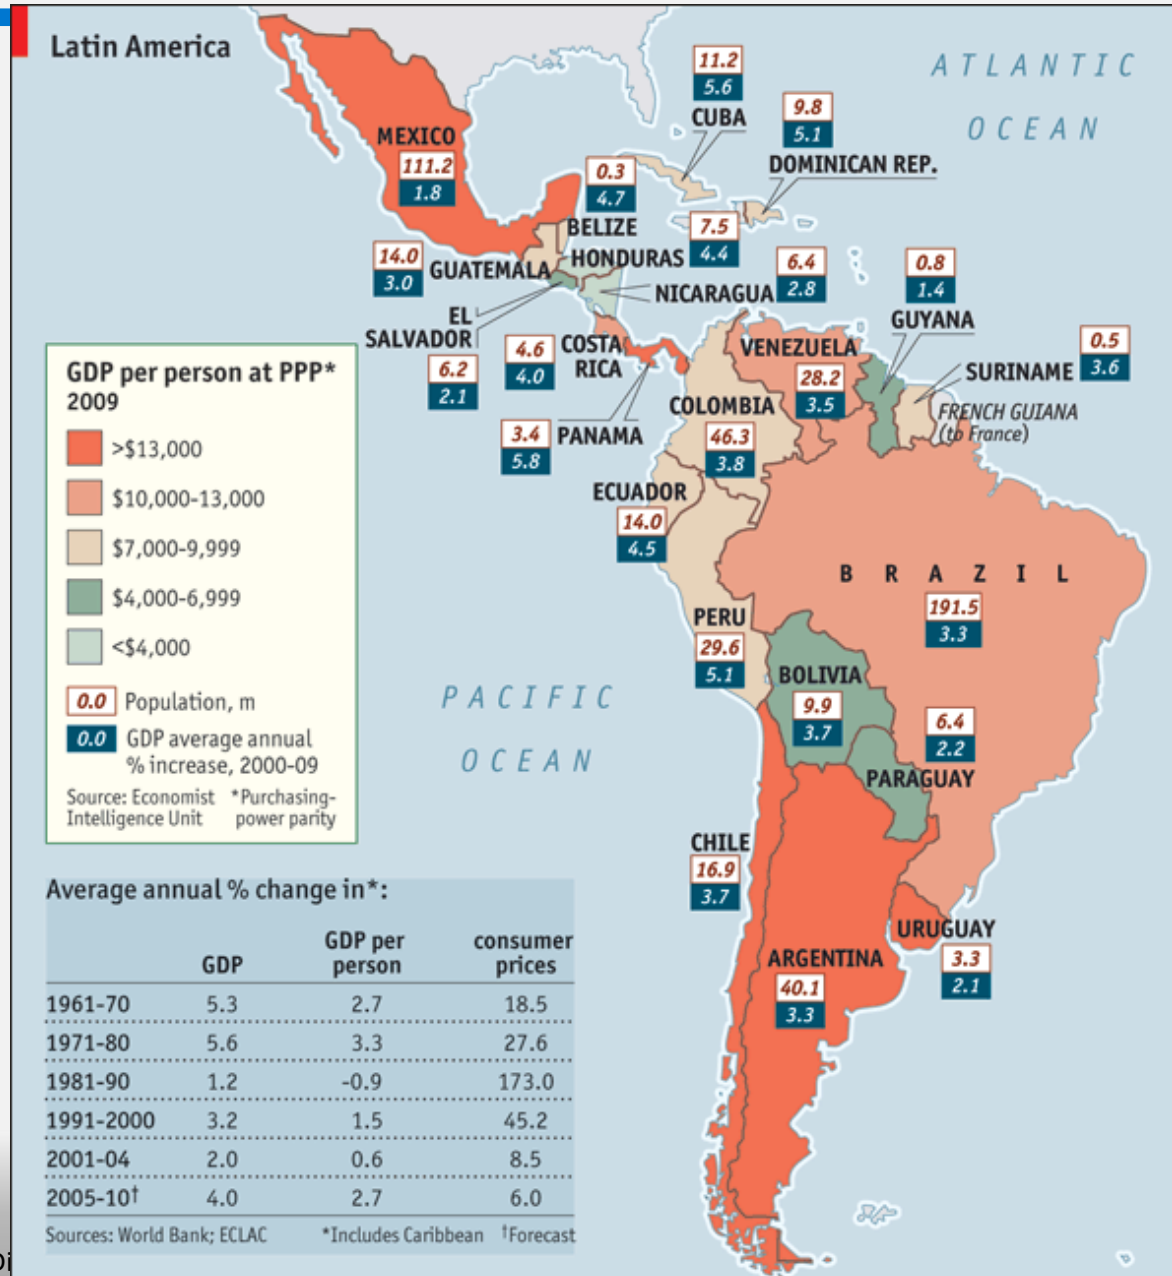 Latin America
ATLANTIC
OCEAN
11.2
5.6
CUBA
9.8
5.1
DOMINICAN REP.
MEXICO
111.2
1.8
0.3
4.7
BELIZE
7.5
4.4
HONDURAS
14.0
3.0
GUATEMALA
6.4
2.8
NICARAGUA
0.8
1.4
GUYANA
EL
SALVADOR
6.2
2.1
4.6
4.0
COSTA
RICA
3.4
5.8
PANAMA
VENEZUELA
28.2
3.5
0.5
3.6
SURINAME
FRENCH GUIANA
(to France)
COLOMBIA
46.3
3.8
ECUADOR
14.0
4.5
BRAZIL
191.5
3.3
PERU
29.6
5.1
BOLIVIA
9.9
3.7
6.4
2.2
PARAGUAY
PACIFIC
OCEAN
CHILE
16.9
3.7
URUGUAY
3.3
2.1
ARGENTINA
40.1
3.3
GDP per person at PPP*
2009
>$13,000
$10,000-13,000
$7,000-9,999
$4,000-6,999
<$4,000
0.0 Population, m
0.0 GDP average annual
% increase, 2000-09
Source: Economist *Purchasing-
Intelligence Unit power parity
Average annual % change in*:
GDP per consumer
GDP person prices
1961-70 5.3 2.7 18.5
1971-80 5.6 3.3 27.6
1981-90 1.2 -0.9 173.0
1991-2000 3.2 1.5 45.2
2001-04 2.0 0.6 8.5
2005-10† 4.0 2.7 6.0
Sources: World Bank; ECLAC *Includes Caribbean †Forecast